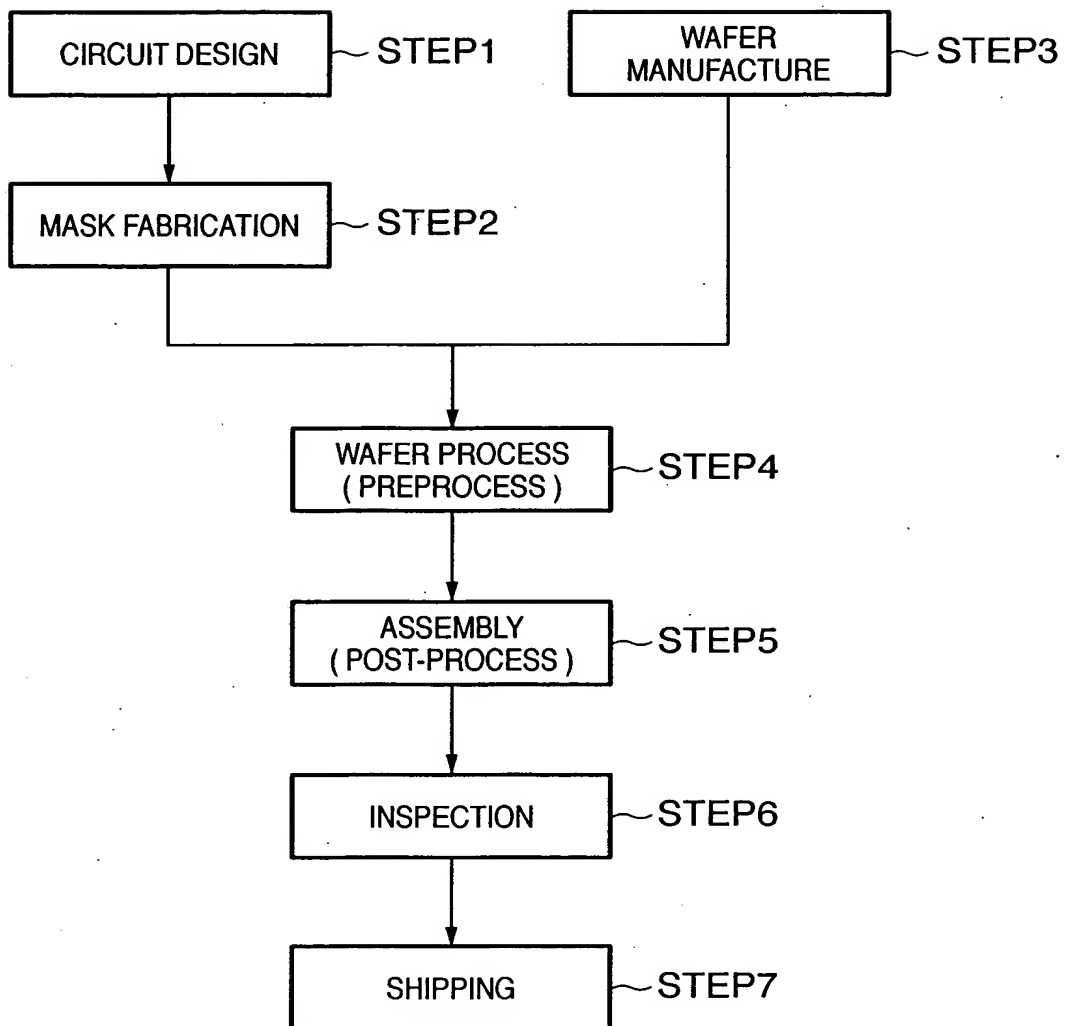 CIRCUIT DESIGN
STEP1
WAFER
MANUFACTURE
STEP3
MASK FABRICATION
STEP2
WAFER PROCESS
( PREPROCESS )
STEP4
ASSEMBLY
( POST-PROCESS )
STEP5
INSPECTION
STEP6
SHIPPING
STEP7